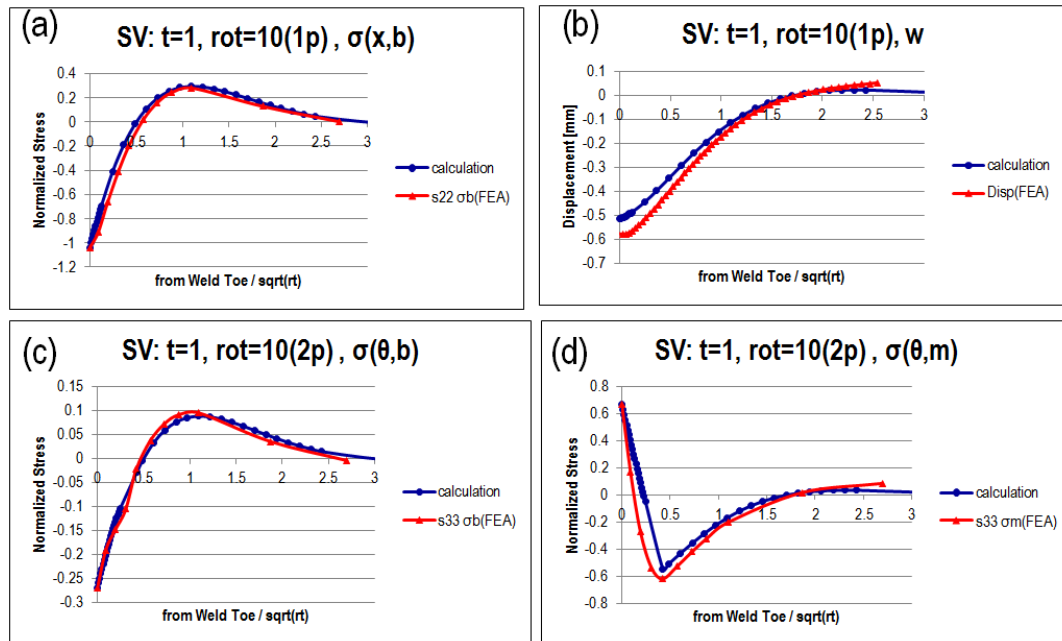 (a)
SV: t=1, rot=10(1p) , σ(x,b)
Normalized Stress
0.4
0.2
0
-0.2
-0.4
-0.6
-0.8
-1
-1.2
0 0.5 1 1.5 2 2.5 3
calculation
s22 σb(FEA)
from Weld Toe / sqrt(rt)
(b)
SV: t=1, rot=10(1p), w
Displacement [mm]
0.1
0
-0.1
-0.2
-0.3
-0.4
-0.5
-0.6
-0.7
0 0.5 1 1.5 2 2.5 3
calculation
Disp(FEA)
from Weld Toe / sqrt(rt)
(c)
SV: t=1, rot=10(2p) , σ(θ,b)
Normalized Stress
0.15
0.1
0.05
0
-0.05
-0.1
-0.15
-0.2
-0.25
-0.3
0 0.5 1 1.5 2 2.5 3
calculation
s33 σb(FEA)
from Weld Toe / sqrt(rt)
(d)
SV: t=1, rot=10(2p) , σ(θ,m)
Normalized Stress
0.8
0.6
0.4
0.2
0
-0.2
-0.4
-0.6
-0.8
0 0.5 1 1.5 2 2.5 3
calculation
s33 σm(FEA)
from Weld Toe / sqrt(rt)